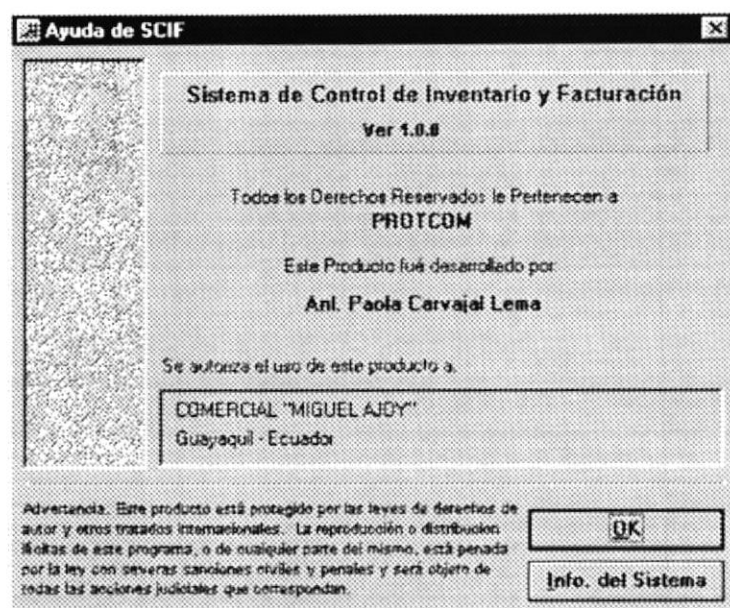 Ayuda de SCIF
Sistema de Control de Inventario y Facturación
Ver 1.0.0
Todos los Derechos Reservados le Pertenecen a
PROTCOM
Este Producto fué desarrollado por
Anl. Paola Carvajal Lema
Se autoriza el uso de este producto a.
COMERCIAL "MIGUEL AJOY"
Guayaquil - Ecuador
Advertencia. Este producto está protegido por las leyes de derechos de
autor y otros tratados internacionales. La reproducción o distribucion
ilícitas de este programa, o de cualquier parte del mismo, está penada
por la ley con severas sanciones civiles y penales y será objeto de
todas las acciones judiciales que correspondan.
OK
Info. del Sistema